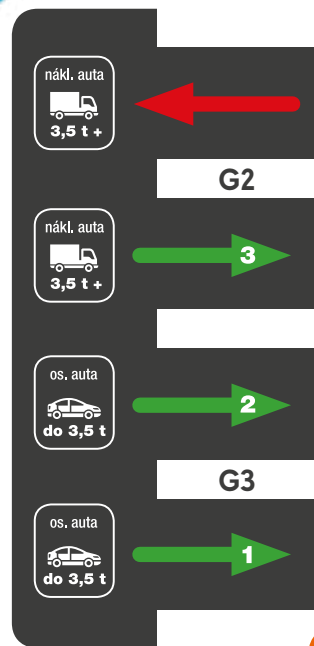 nákl. auta
3,5 t +
G2
nákl. auta
3,5 t +
3
os. auta
do 3,5 t
2
G3
os. auta
do 3,5 t
1